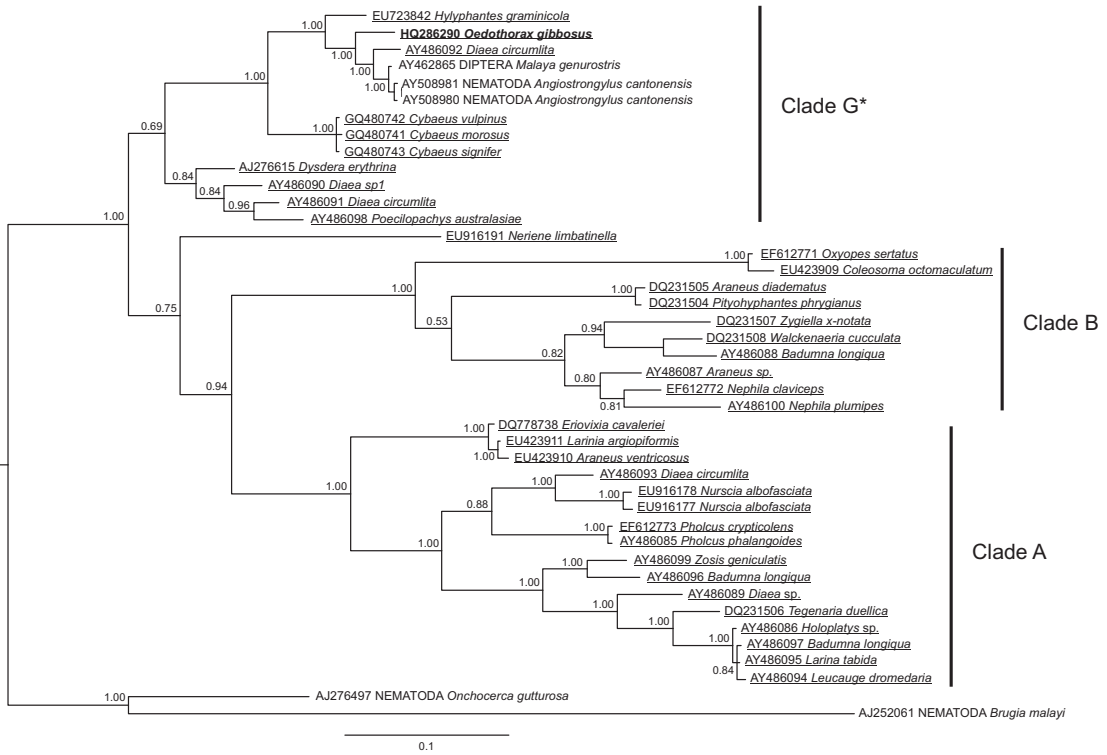 EU723842 Hylyphantes graminicola
1.00
HQ286290 Oedothorax gibbosus
1.00
AY486092 Diaea circumlita
1.00
AY462865 DIPTERA Malaya genurostris
1.00
AY508981 NEMATODA Angiostrongylus cantonensis
1.00
AY508980 NEMATODA Angiostrongylus cantonensis
Clade G*
GQ480742 Cybaeus vulpinus
1.00
GQ480741 Cybaeus morosus
0.69
GQ480743 Cybaeus signifer
AJ276615 Dysdera erythrina
0.84
AY486090 Diaea sp1
0.84
AY486091 Diaea circumlita
0.96
AY486098 Poecilopachys australasiae
1.00
EU916191 Neriene limbatinella
EF612771 Oxyopes sertatus
1.00
EU423909 Coleosoma octomaculatum
DQ231505 Araneus diadematus
1.00
1.00
DQ231504 Pityohyphantes phrygianus
0.75
DQ231507 Zygiella x-notata
Clade B
0.53
0.94
DQ231508 Walckenaeria cucculata
AY486088 Badumna longiqua
0.82
AY486087 Araneus sp.
0.80
EF612772 Nephila claviceps
0.94
0.81
AY486100 Nephila plumipes
DQ778738 Eriovixia cavaleriei
1.00
EU423911 Larinia argiopiformis
1.00
EU423910 Araneus ventricosus
AY486093 Diaea circumlita
1.00
EU916178 Nurscia albofasciata
1.00
1.00
EU916177 Nurscia albofasciata
0.88
EF612773 Pholcus crypticolens
1.00
AY486085 Pholcus phalangoides
1.00
Clade A
AY486099 Zosis geniculatis
1.00
AY486096 Badumna longiqua
1.00
AY486089 Diaea sp.
1.00
DQ231506 Tegenaria duellica
1.00
AY486086 Holoplatys sp.
1.00
AY486097 Badumna longiqua
AY486095 Larina tabida
0.84
AY486094 Leucauge dromedaria
1.00
AJ276497 NEMATODA Onchocerca gutturosa
AJ252061 NEMATODA Brugia malayi
0.1